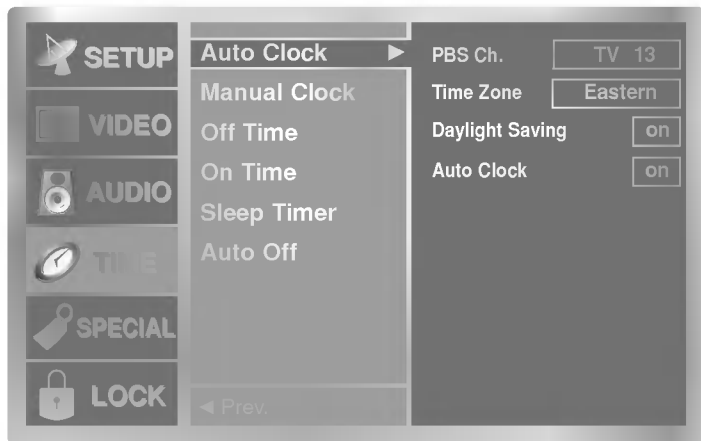 SETUP
VIDEO
AUDIO
TIME
SPECIAL
LOCK
Auto Clock ▶
Manual Clock
Off Time
On Time
Sleep Timer
Auto Off
◀ Prev.
PBS Ch. TV 13
Time Zone Eastern
Daylight Saving on
Auto Clock on